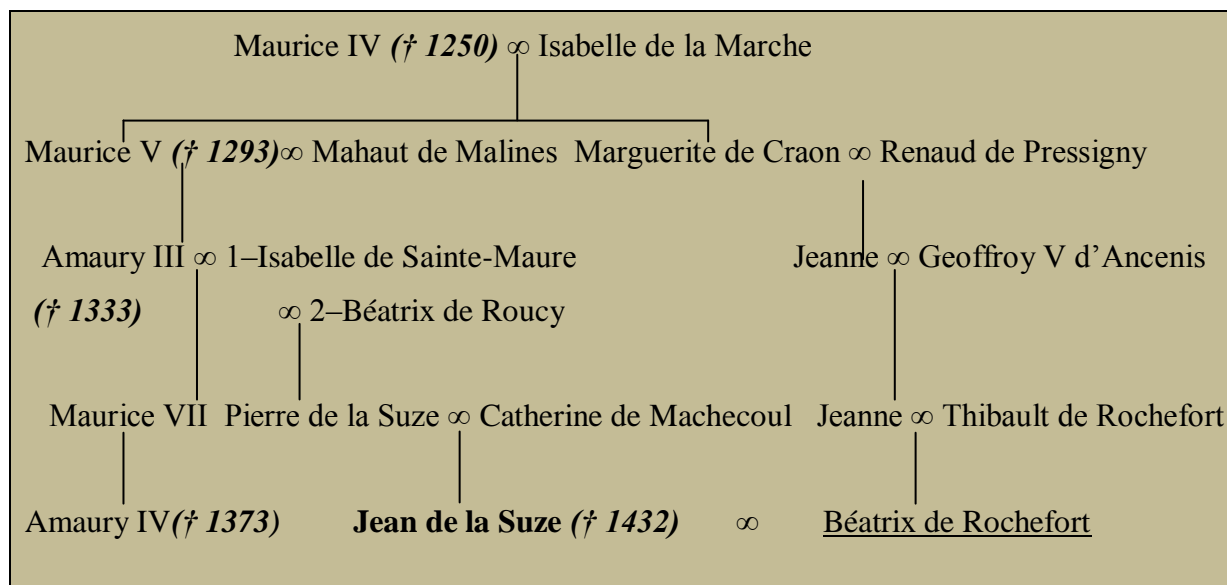 Maurice IV († 1250) ∞ Isabelle de la Marche
Maurice V († 1293)∞ Mahaut de Malines Marguerite de Craon ∞ Renaud de Pressigny
Amaury III ∞ 1–Isabelle de Sainte-Maure Jeanne ∞ Geoffroy V d’Ancenis
(† 1333) ∞ 2–Béatrix de Roucy
Maurice VII Pierre de la Suze ∞ Catherine de Machecoul Jeanne ∞ Thibault de Rochefort
Amaury IV(† 1373) Jean de la Suze († 1432) ∞ Béatrix de Rochefort